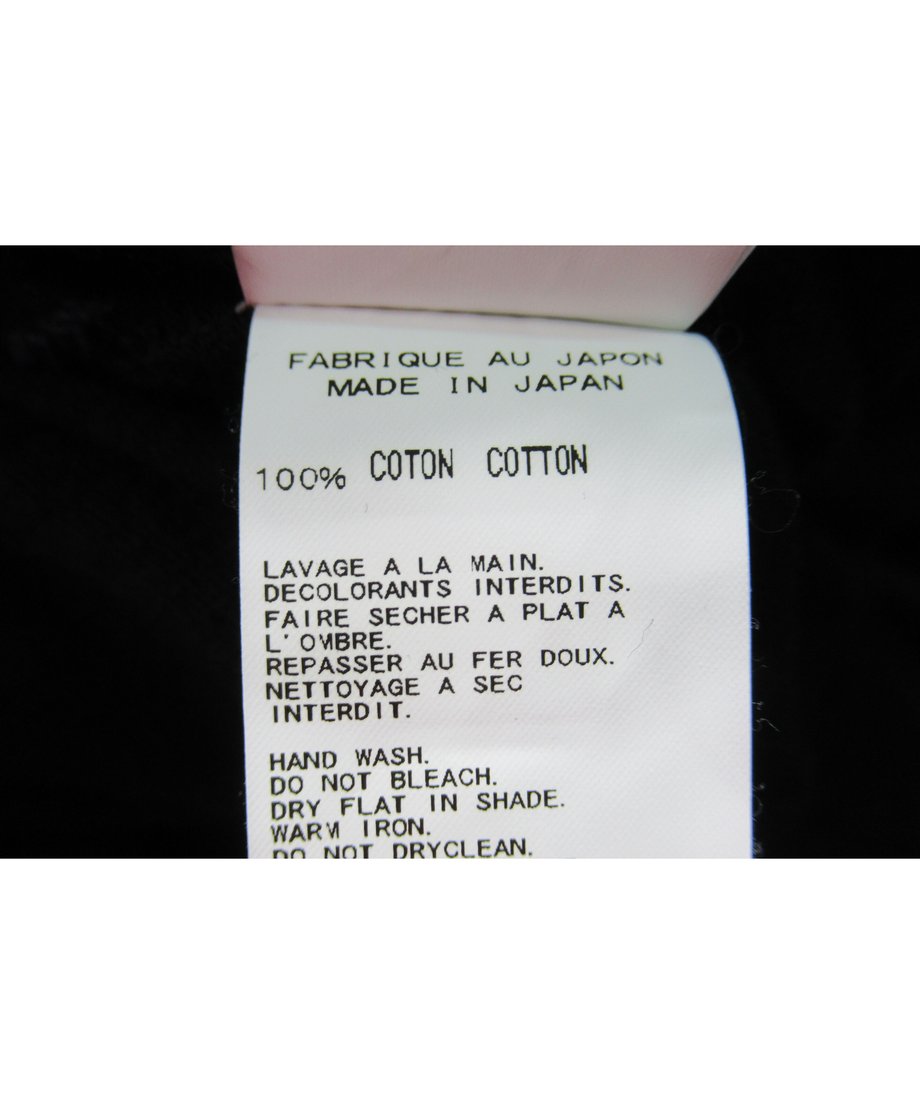 FABRIQUE AU JAPON
MADE IN JAPAN
100% COTON COTTON
LAVAGE A LA MAIN.
DECOLORANTS INTERDITS.
FAIRE SECHER A PLAT A
L'OMBRE.
REPASSER AU FER DOUX.
NETTOYAGE A SEC
INTERDIT.
HAND WASH.
DO NOT BLEACH.
DRY FLAT IN SHADE.
WARM IRON.
DO NOT DRYCLEAN.